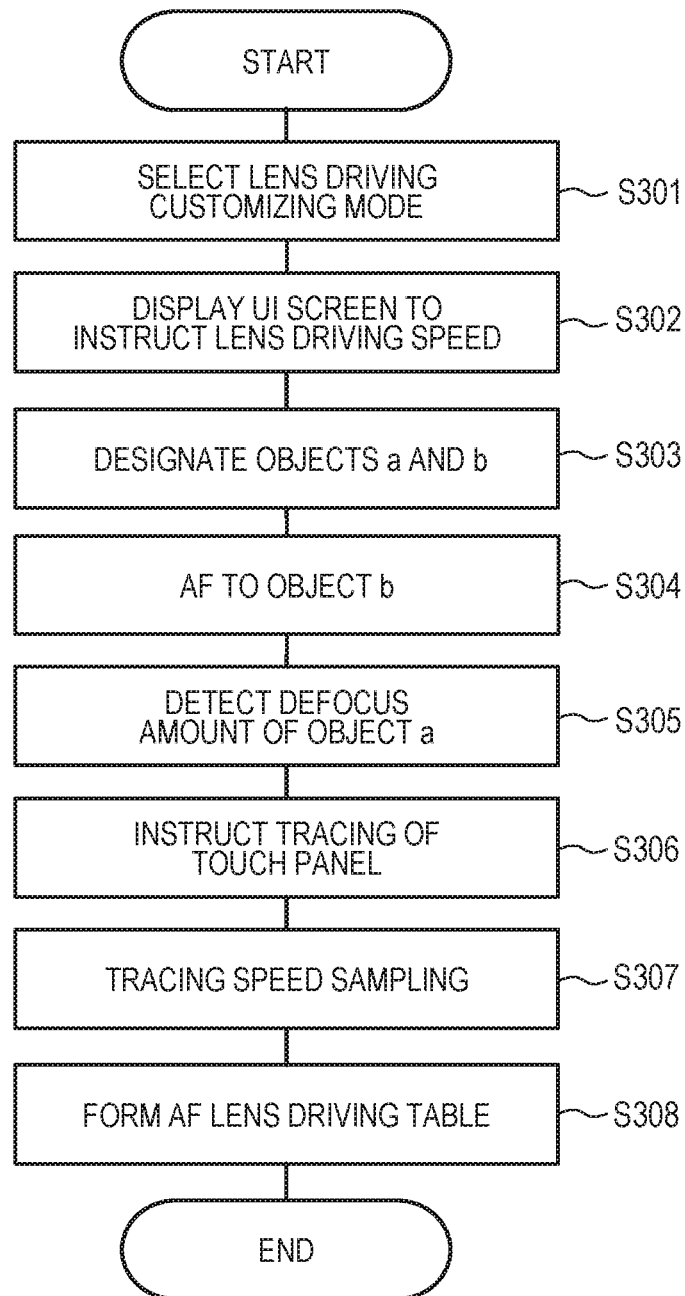 START
SELECT LENS DRIVING
CUSTOMIZING MODE
S301
DISPLAY UI SCREEN TO
INSTRUCT LENS DRIVING SPEED
S302
DESIGNATE OBJECTS a AND b
S303
AF TO OBJECT b
S304
DETECT DEFOCUS
AMOUNT OF OBJECT a
S305
INSTRUCT TRACING OF
TOUCH PANEL
S306
TRACING SPEED SAMPLING
S307
FORM AF LENS DRIVING TABLE
S308
END